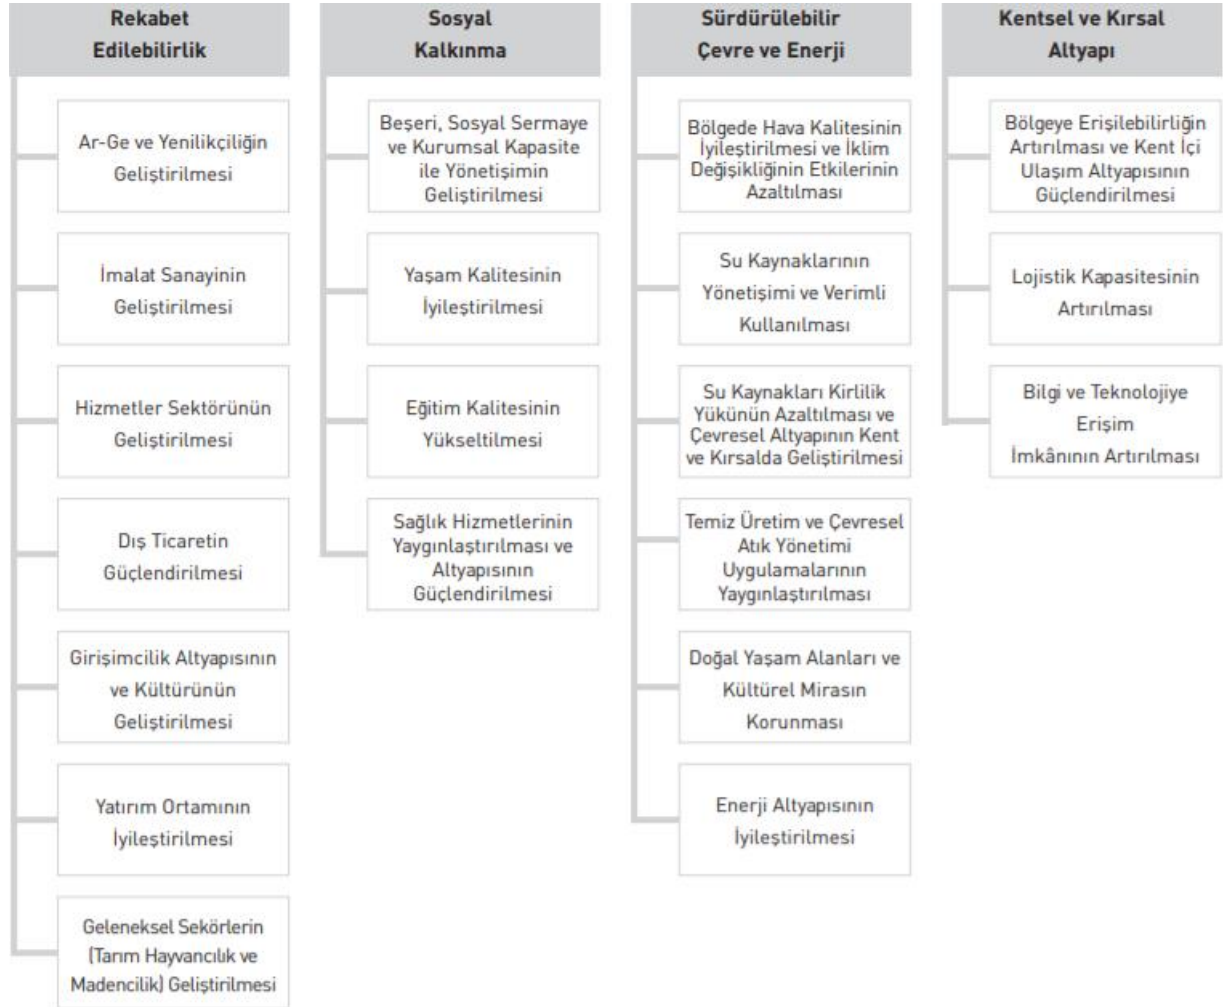 Rekabet
Edilebilirlik
Ar-Ge ve Yenilikçiliğin
Geliştirilmesi
İmalat Sanayinin
Geliştirilmesi
Hizmetler Sektörünün
Geliştirilmesi
Dış Ticaretin
Güçlendirilmesi
Girişimcilik Altyapısının
ve Kültürünün
Geliştirilmesi
Yatırım Ortamının
İyileştirilmesi
Geleneksel Sekörlerin
(Tarım Hayvancılık ve
Madencilik) Geliştirilmesi
Sosyal
Kalkınma
Beşeri, Sosyal Sermaye
ve Kurumsal Kapasite
ile Yönetişimin
Geliştirilmesi
Yaşam Kalitesinin
İyileştirilmesi
Eğitim Kalitesinin
Yükseltilmesi
Sağlık Hizmetlerinin
Yaygınlaştırılması ve
Altyapısının
Güçlendirilmesi
Sürdürülebilir
Çevre ve Enerji
Bölgede Hava Kalitesinin
İyileştirilmesi ve İklim
Değişikliğinin Etkilerinin
Azaltılması
Su Kaynaklarının
Yönetişimi ve Verimli
Kullanılması
Su Kaynakları Kirlilik
Yükünün Azaltılması ve
Çevresel Altyapının Kent
ve Kırsalda Geliştirilmesi
Temiz Üretim ve Çevresel
Atık Yönetimi
Uygulamalarının
Yaygınlaştırılması
Doğal Yaşam Alanları ve
Kültürel Mirasın
Korunması
Enerji Altyapısının
İyileştirilmesi
Kentsel ve Kırsal
Altyapı
Bölgeye Erişilebilirliğin
Artırılması ve Kent İçi
Ulaşım Altyapısının
Güçlendirilmesi
Lojistik Kapasitesinin
Artırılması
Bilgi ve Teknolojiye
Erişim
İmkânının Artırılması